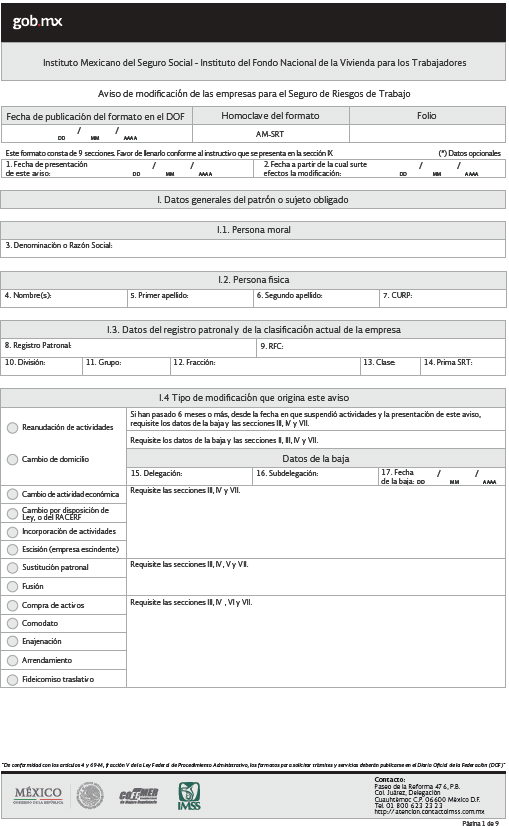 gob.mx
Instituto Mexicano del Seguro Social - Instituto del Fondo Nacional de la Vivienda para los Trabajadores
Aviso de modificación de las empresas para el Seguro de Riesgos de Trabajo
Fecha de publicación del formato en el DOF
Homoclave del formato
Folio
/ /
DD MM AAAA
AM-SRT
Este formato consta de 9 secciones. Favor de llenarlo conforme al instructivo que se presenta en la sección IX
(*) Datos opcionales
1. Fecha de presentación
de este aviso:
/ /
DD MM AAAA
2. Fecha a partir de la cual surte
efectos la modificación:
/ /
DD MM AAAA
I. Datos generales del patrón o sujeto obligado
I.1. Persona moral
3. Denominación o Razón Social:
I.2. Persona física
4. Nombre(s):
5. Primer apellido:
6. Segundo apellido:
7. CURP:
I.3. Datos del registro patronal y de la clasificación actual de la empresa
8. Registro Patronal:
9. RFC:
10. División:
11. Grupo:
12. Fracción:
13. Clase:
14. Prima SRT:
I.4 Tipo de modificación que origina este aviso
Reanudación de actividades
Si han pasado 6 meses o más, desde la fecha en que suspendió actividades y la presentación de este aviso,
requisite los datos de la baja y las secciones III, IV y VII.
Cambio de domicilio
Requisite los datos de la baja y las secciones II, III, IV y VII.
Datos de la baja
15. Delegación:
16. Subdelegación:
17. Fecha
de la baja:
/ /
DD MM AAAA
Cambio de actividad económica
Requisite las secciones III, IV y VII.
Cambio por disposición de
Ley, o del RACERF
Incorporación de actividades
Escisión (empresa escindente)
Sustitución patronal
Requisite las secciones III, IV, V y VII.
Fusión
Compra de activos
Requisite las secciones III, IV , VI y VII.
Comodato
Enajenación
Arrendamiento
Fideicomiso traslativo
"De conformidad con los artículos 4 y 69-M, fracción V de la Ley Federal de Procedimiento Administrativo, los formatos para solicitar trámites y servicios deberán publicarse en el Diario Oficial de la Federación (DOF)"
MÉXICO
GOBIERNO DE LA REPÚBLICA
COFEMER
IMSS
Contacto:
Paseo de la Reforma 476, P.B.
Col. Juárez, Delegación
Cuauhtémoc C.P. 06600 México D.F.
Tel. 01 800 623 23 23
http://atencion.contactoimss.com.mx
Página 1 de 9